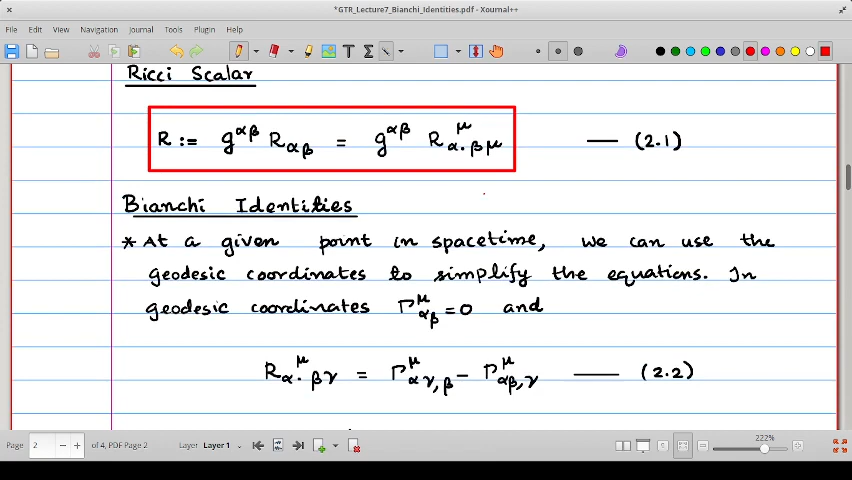 *GTR_Lecture7_Bianchi_Identities.pdf - Xournal++
File Edit View Navigation Journal Tools Plugin Help
Ricci Scalar
R := g^{αβ} R_{αβ} = g^{αβ} R_{α·βμ}^{μ} — (2.1)
Bianchi Identities
* At a given point in spacetime, we can use the
geodesic coordinates to simplify the equations. In
geodesic coordinates Γ^{μ}_{αβ} = 0 and
R_{α·βγ}^{μ} = Γ^{μ}_{αγ,β} − Γ^{μ}_{αβ,γ} — (2.2)
Page 2 of 4, PDF Page 2 Layer Layer 1 222%